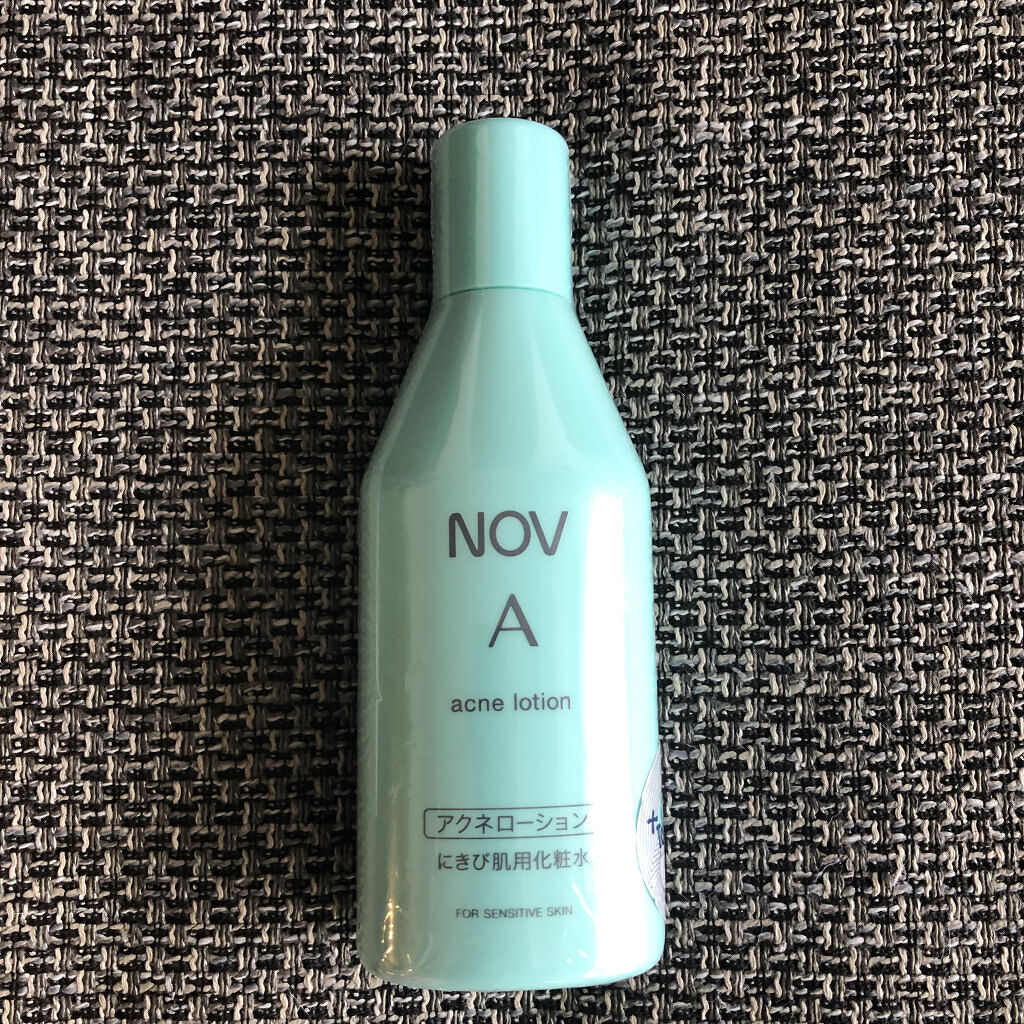 NOV
A
acne lotion
アクネローション
にきび肌用化粧水
FOR SENSITIVE SKIN